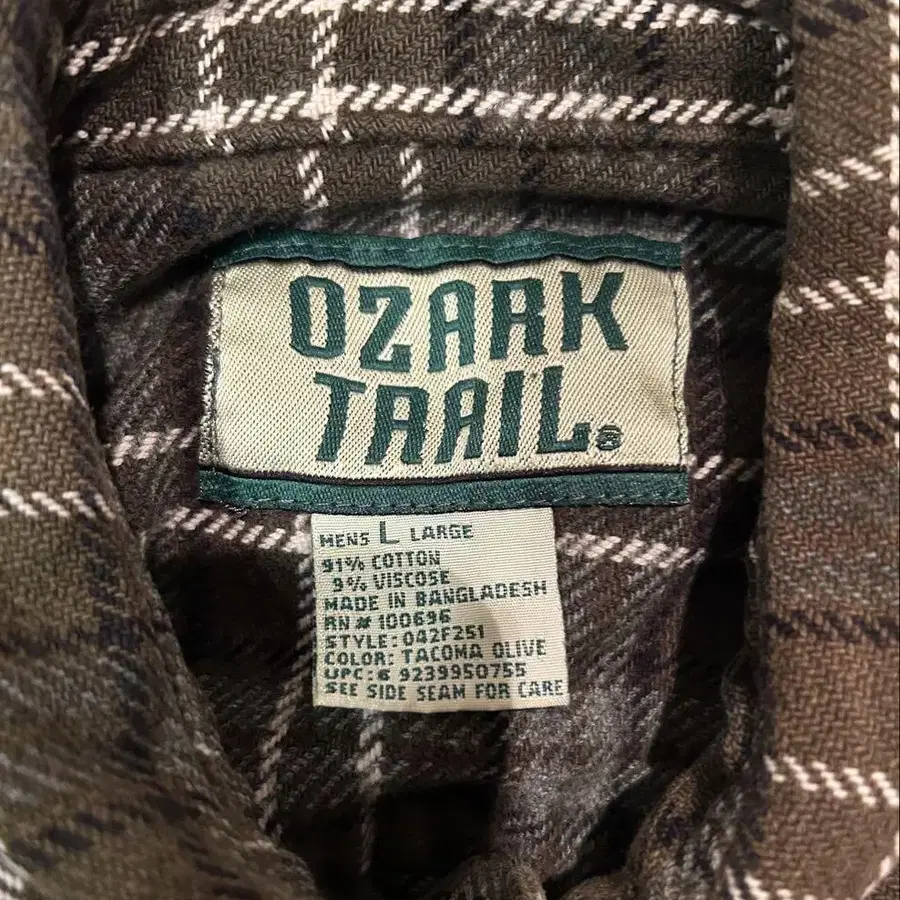 OZARK
TRAIL®
MENS L LARGE
91% COTTON
9% VISCOSE
MADE IN BANGLADESH
RN# 100696
STYLE: 042F251
COLOR: TACOMA OLIVE
UPC: 6 9239950755
SEE SIDE SEAM FOR CARE